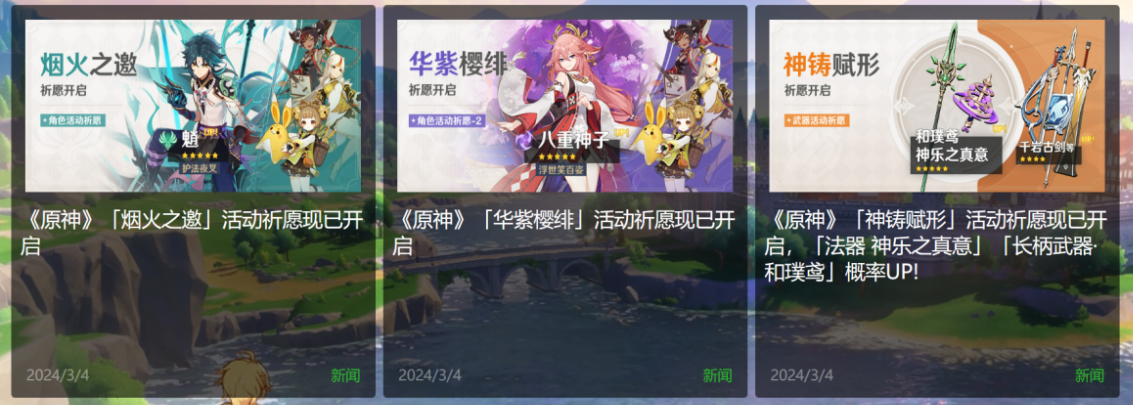 烟火之邀
祈愿开启
角色活动祈愿
魈
UP!
护法夜叉
《原神》「烟火之邀」活动祈愿现已开
启
2024/3/4
新闻
华紫樱绯
祈愿开启
角色活动祈愿-2
八重神子
UP!
浮世笑百姿
《原神》「华紫樱绯」活动祈愿现已开
启
2024/3/4
新闻
神铸赋形
祈愿开启
武器活动祈愿
和璞鸢
神乐之真意
UP!
千岩古剑等
UP!
《原神》「神铸赋形」活动祈愿现已开
启，「法器 神乐之真意」「长柄武器·
和璞鸢」概率UP!
2024/3/4
新闻